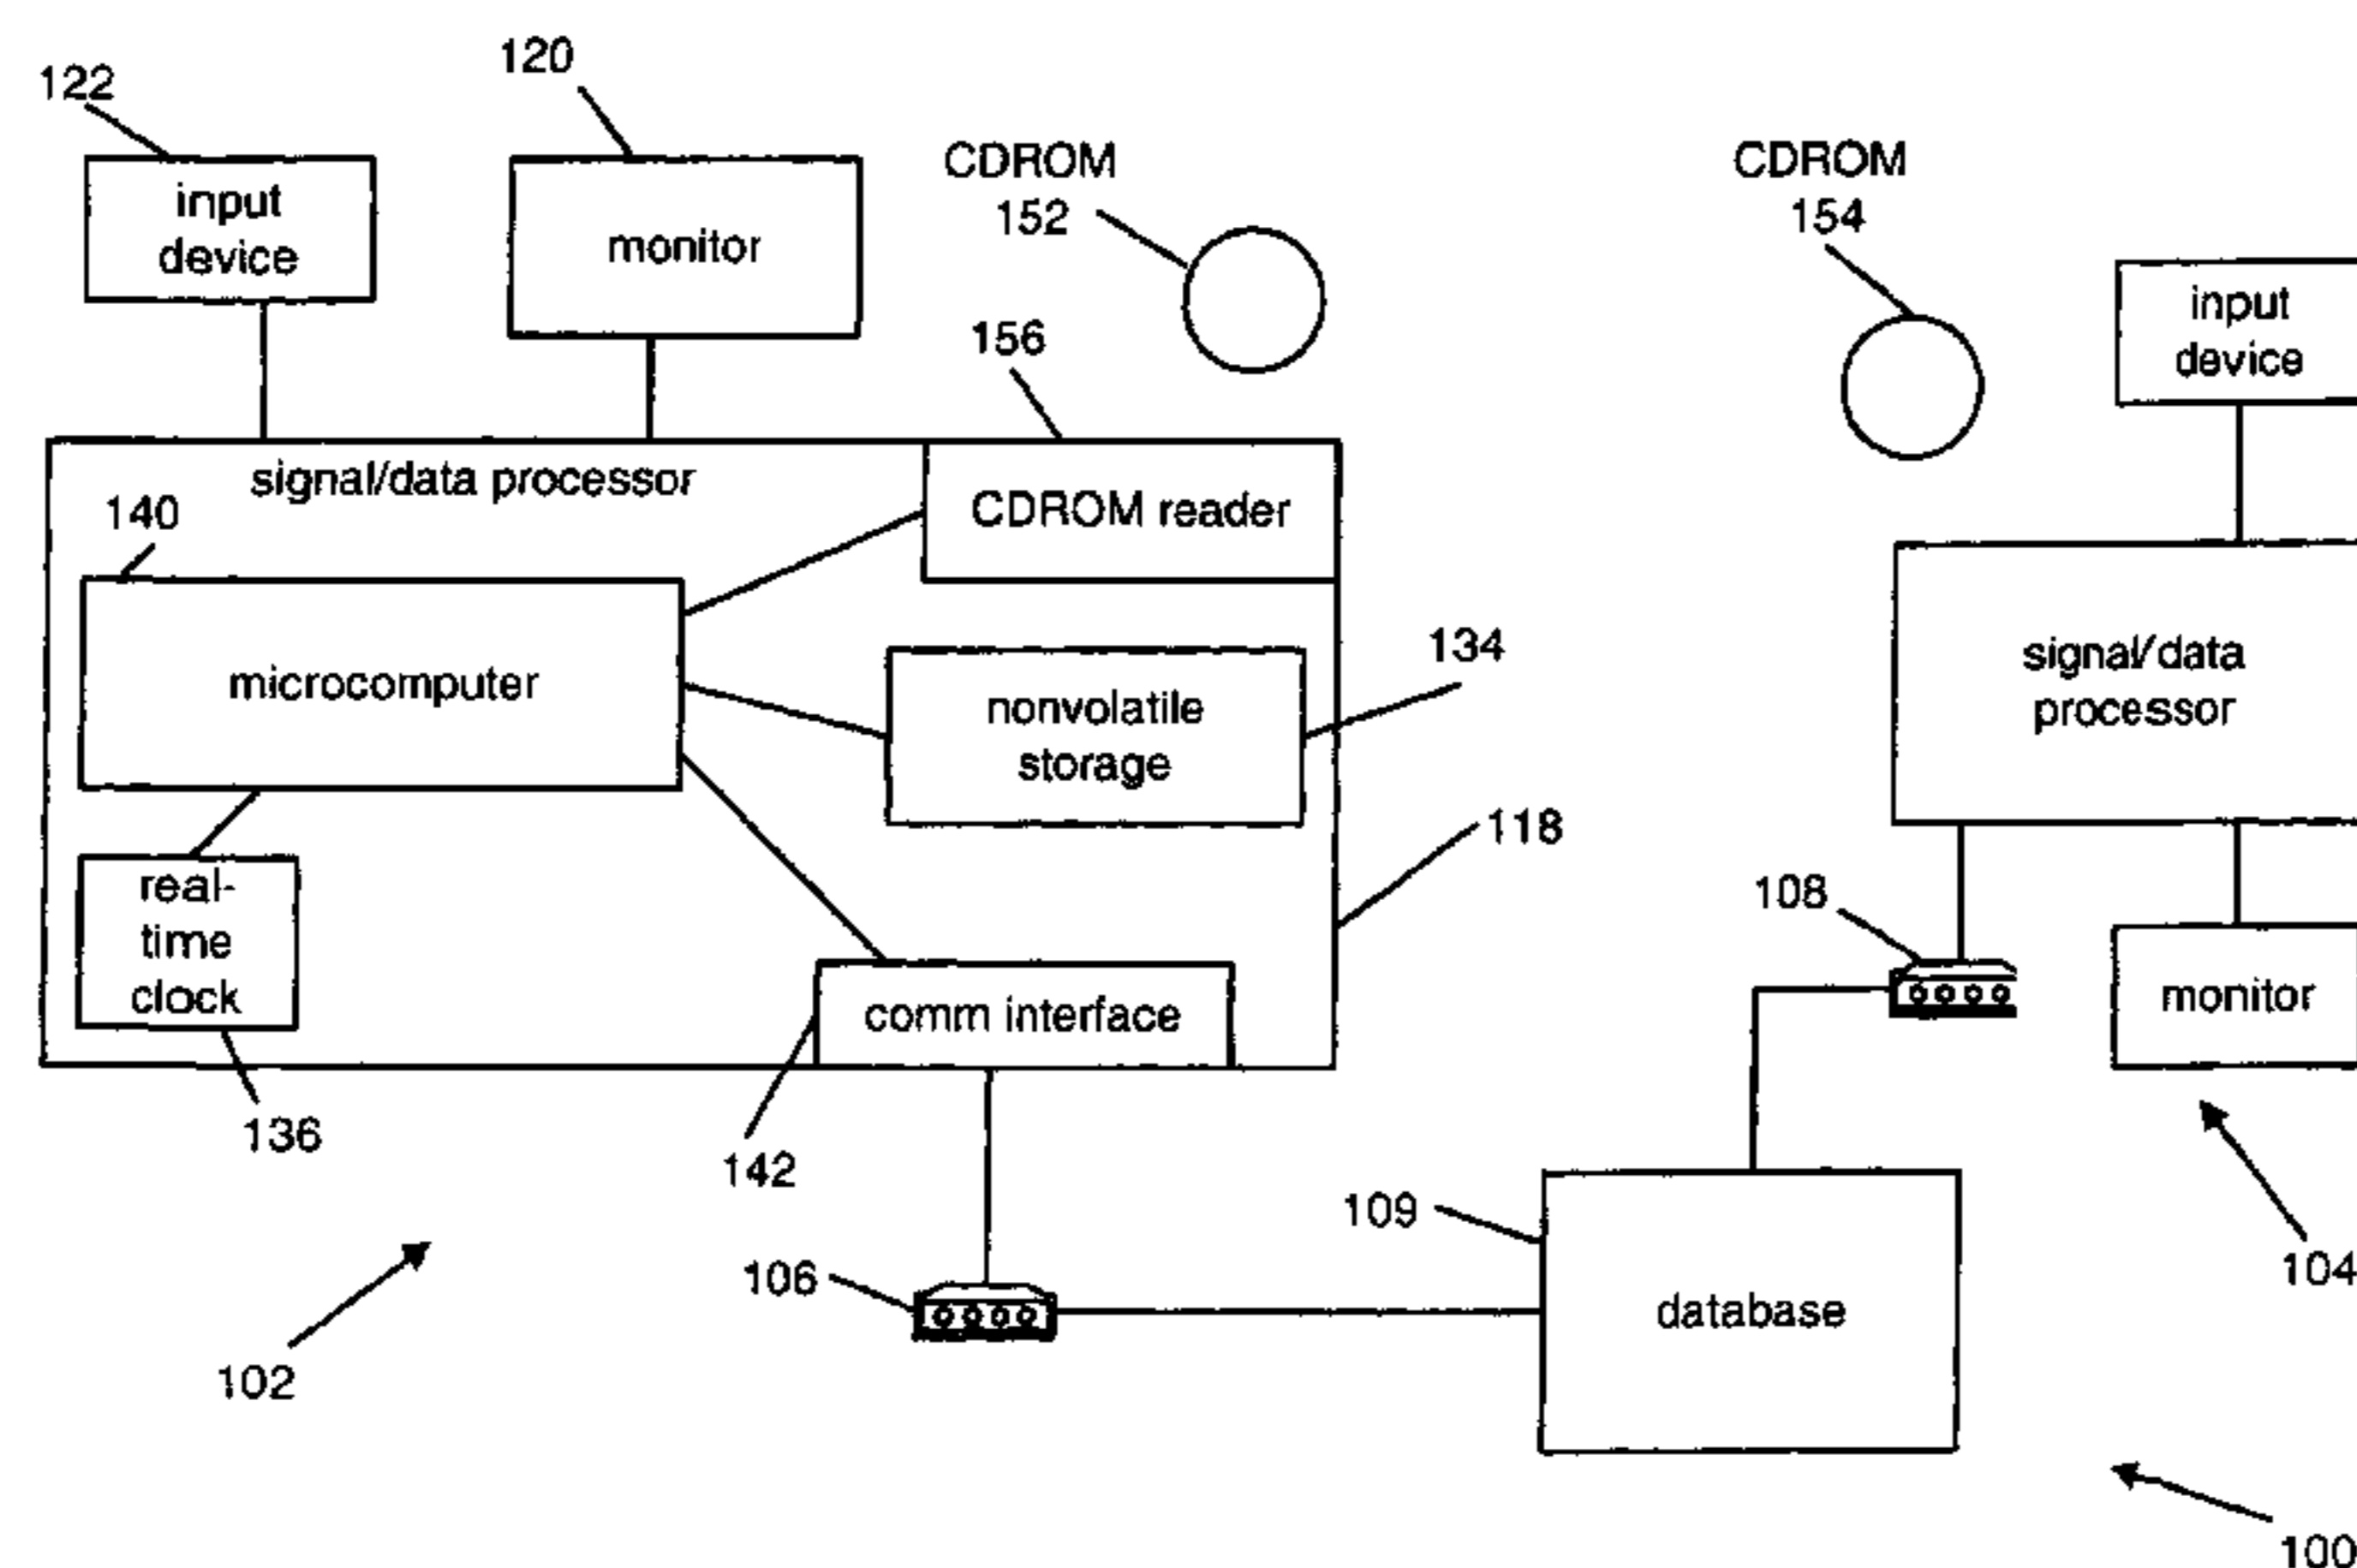 122
120
input
device
monitor
CDROM
152
CDROM
154
input
device
156
signal/data processor
CDROM reader
140
microcomputer
134
nonvolatile
storage
signal/data
processor
118
real-
time
clock
108
comm interface
monitor
136
142
109
104
106
database
102
100